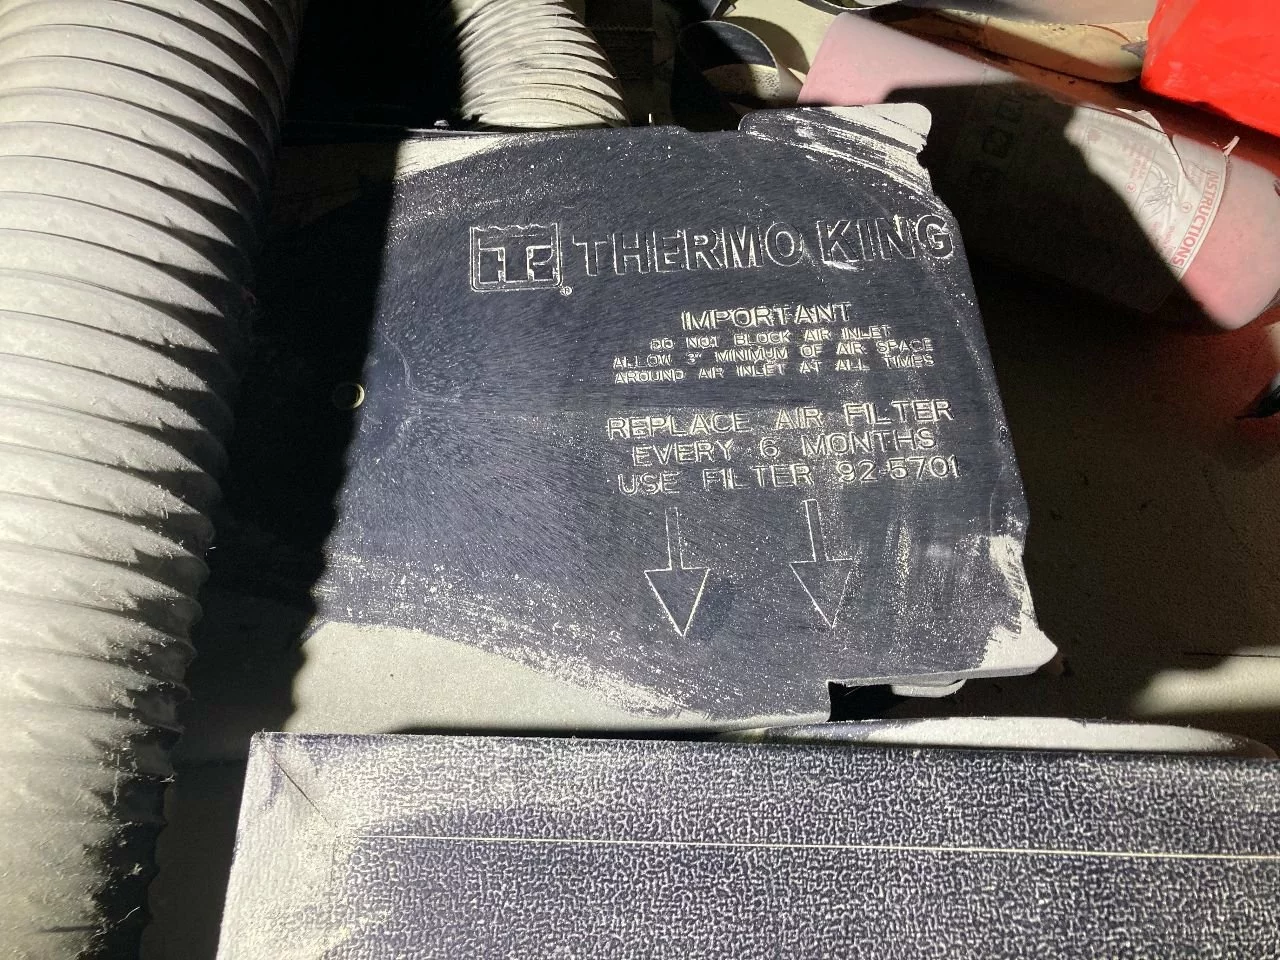 TK
®
THERMO KING
IMPORTANT
DO NOT BLOCK AIR INLET
ALLOW 3" MINIMUM OF AIR SPACE
AROUND AIR INLET AT ALL TIMES
REPLACE AIR FILTER
EVERY 6 MONTHS
USE FILTER 92-5701
INSTRUCTIONS